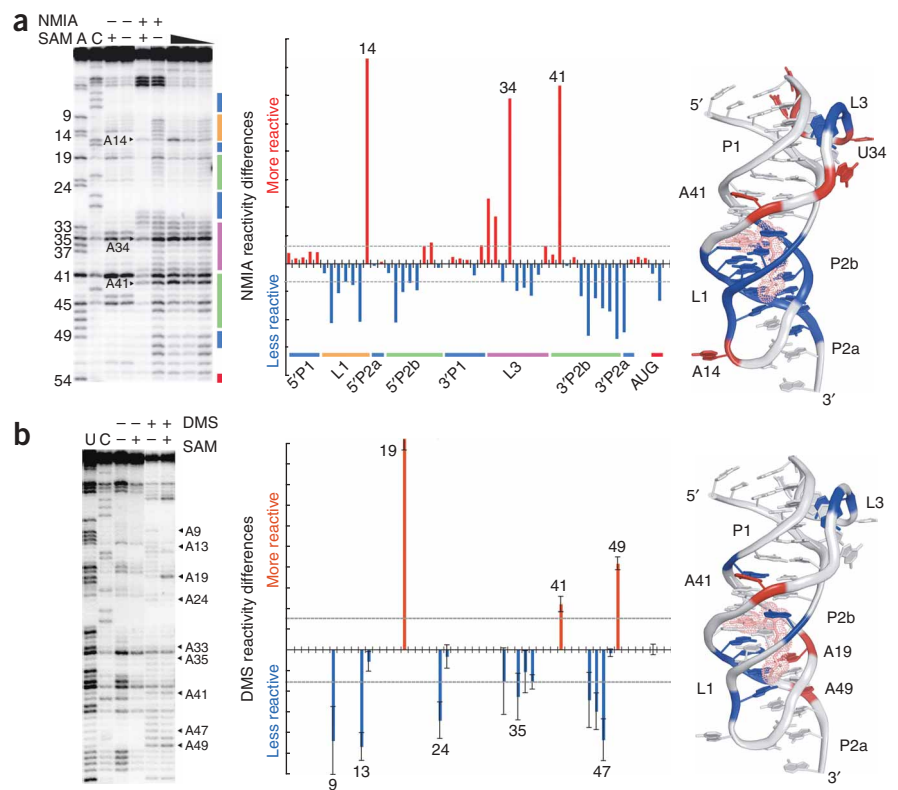 a
NMIA – – + +
SAM A C + – + –
9
14
19
24
33
35
37
41
45
49
54
A14
A34
A41
NMIA reactivity differences
More reactive
Less reactive
14
34
41
5′P1
L1
5′P2a
5′P2b
3′P1
L3
3′P2b
3′P2a
AUG
5′
L3
P1
U34
A41
P2b
L1
P2a
A14
3′
b
– – + + DMS
U C – + – + SAM
A9
A13
A19
A24
A33
A35
A41
A47
A49
DMS reactivity differences
More reactive
Less reactive
19
49
41
35
24
47
13
9
5′
L3
P1
A41
P2b
A19
L1
A49
P2a
3′